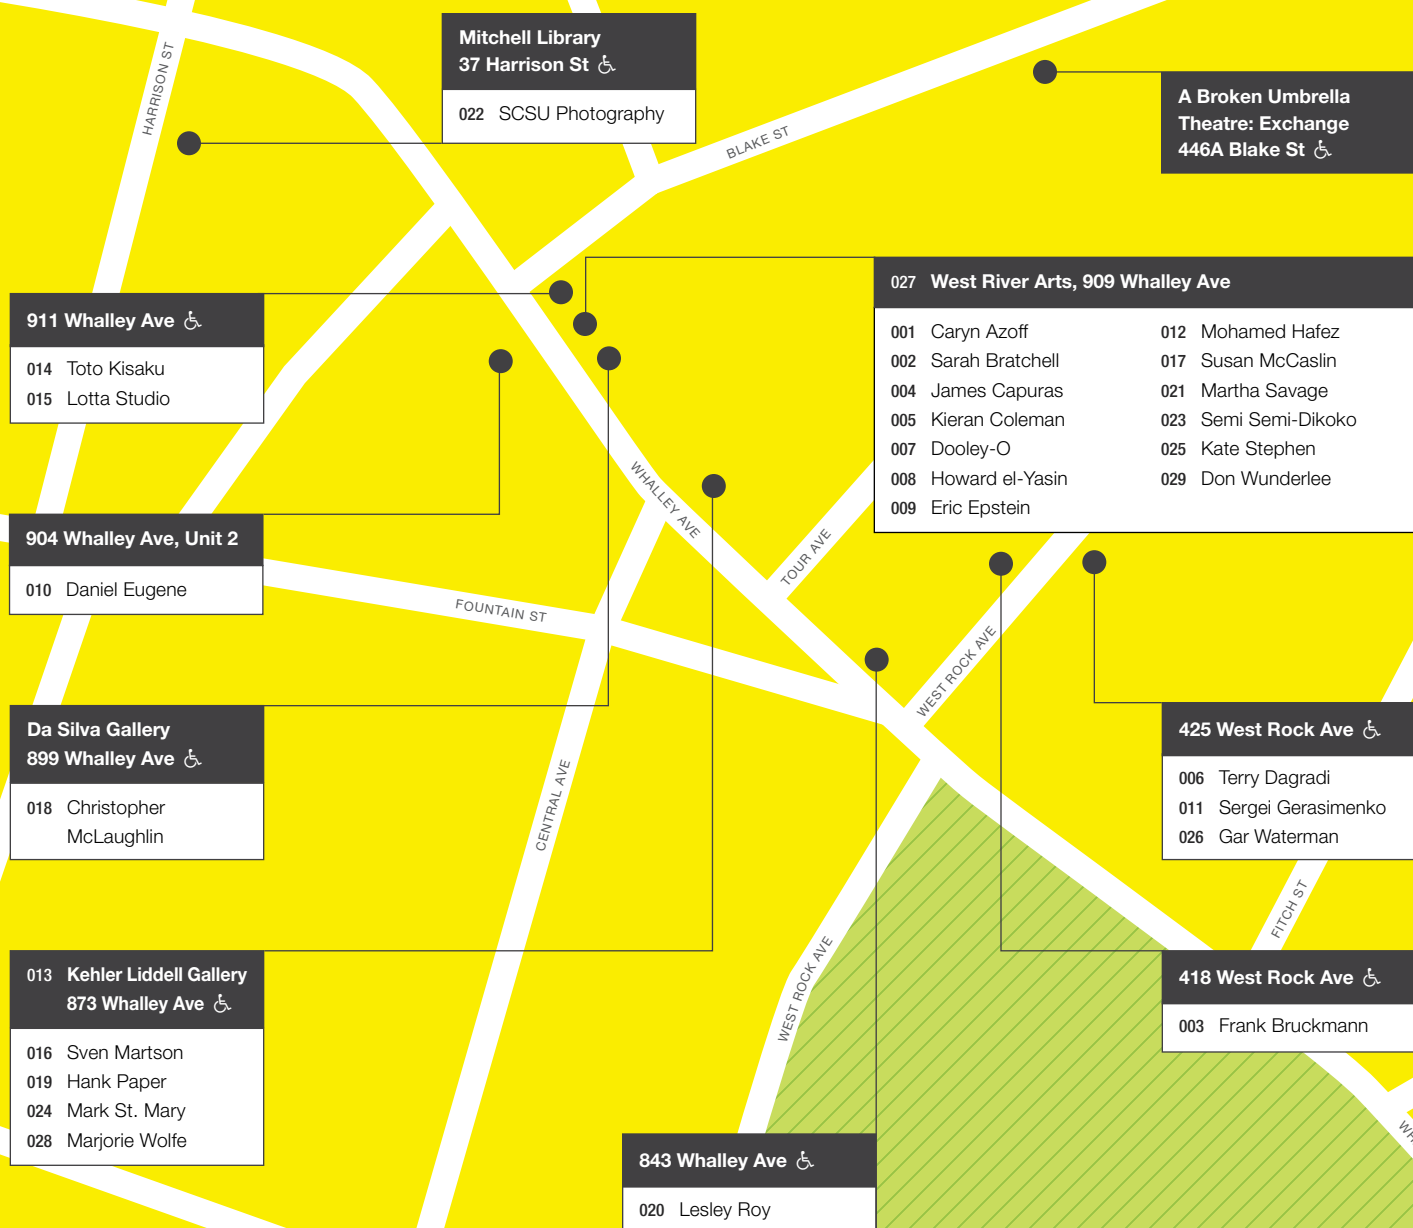 Mitchell Library
37 Harrison St
022 SCSU Photography
HARRISON ST
BLAKE ST
A Broken Umbrella
Theatre: Exchange
446A Blake St
911 Whalley Ave
014 Toto Kisaku
015 Lotta Studio
027 West River Arts, 909 Whalley Ave
001 Caryn Azoff
002 Sarah Bratchell
004 James Capuras
005 Kieran Coleman
007 Dooley-O
008 Howard el-Yasin
009 Eric Epstein
012 Mohamed Hafez
017 Susan McCaslin
021 Martha Savage
023 Semi Semi-Dikoko
025 Kate Stephen
029 Don Wunderlee
WHALLEY AVE
TOUR AVE
904 Whalley Ave, Unit 2
010 Daniel Eugene
FOUNTAIN ST
WEST ROCK AVE
Da Silva Gallery
899 Whalley Ave
018 Christopher
McLaughlin
CENTRAL AVE
425 West Rock Ave
006 Terry Dagradi
011 Sergei Gerasimenko
026 Gar Waterman
FITCH ST
013 Kehler Liddell Gallery
873 Whalley Ave
016 Sven Martson
019 Hank Paper
024 Mark St. Mary
028 Marjorie Wolfe
WEST ROCK AVE
418 West Rock Ave
003 Frank Bruckmann
843 Whalley Ave
020 Lesley Roy